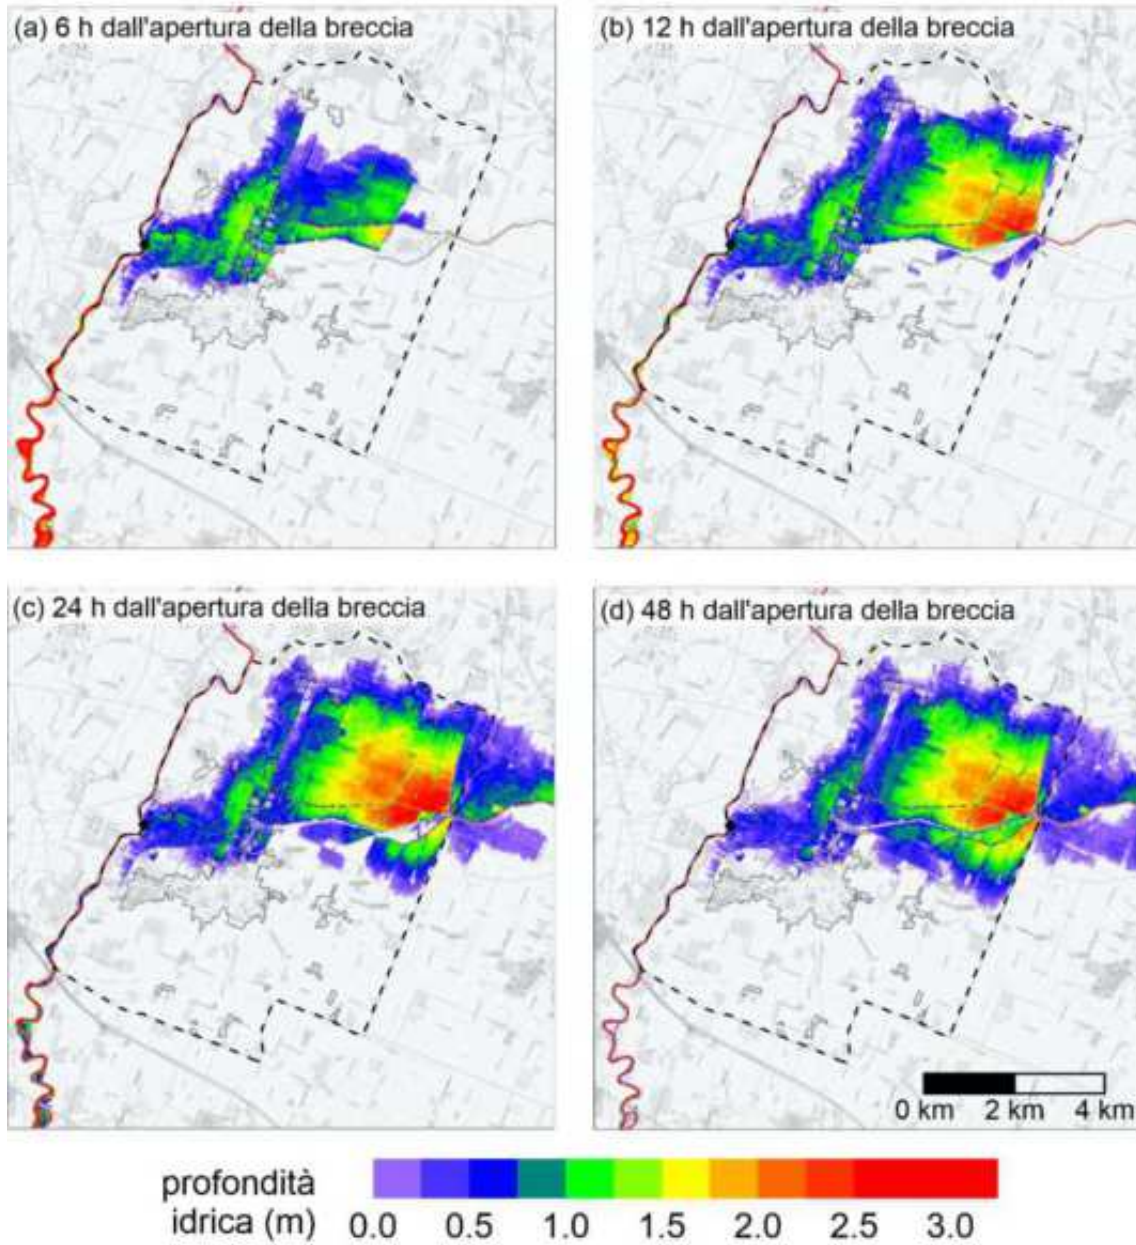 (a) 6 h dall'apertura della breccia
(b) 12 h dall'apertura della breccia
(c) 24 h dall'apertura della breccia
(d) 48 h dall'apertura della breccia
0 km 2 km 4 km
profondità
idrica (m)
0.0 0.5 1.0 1.5 2.0 2.5 3.0